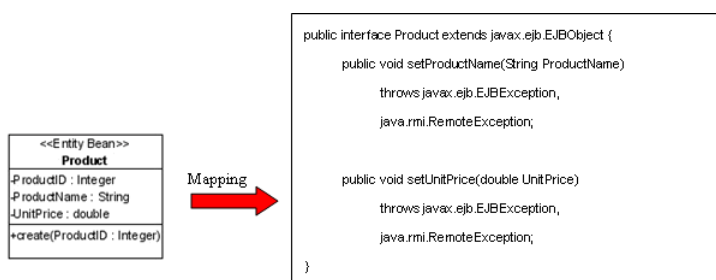 <<Entity Bean>>
Product
-ProductID : Integer
-ProductName : String
-UnitPrice : double
+create(ProductID : Integer)
Mapping
public interface Product extends javax.ejb.EJBObject {
public void setProductName(String ProductName)
throws javax.ejb.EJBException,
java.rmi.RemoteException;
public void setUnitPrice(double UnitPrice)
throws javax.ejb.EJBException,
java.rmi.RemoteException;
}